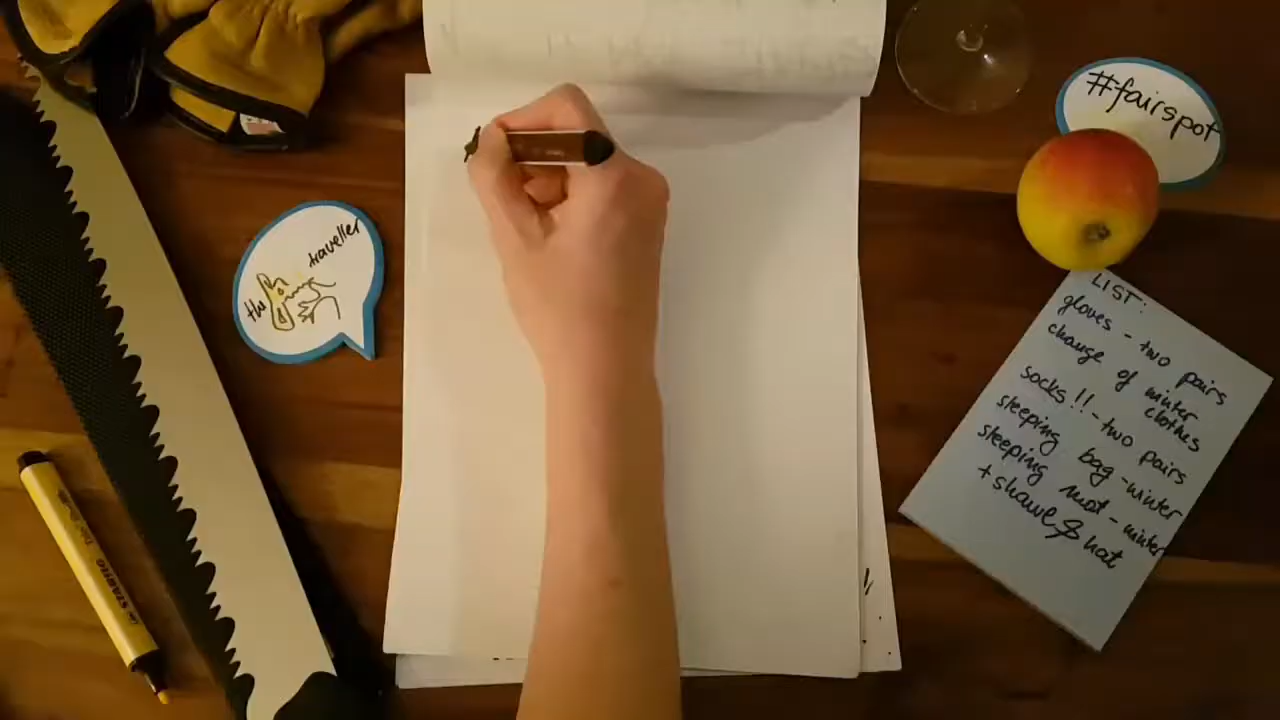 #fairspot
the traveller
LIST:
gloves - two pairs
change of winter
clothes
socks!! - two pairs
sleeping bag - winter
sleeping mat - winter
+ shawl & hat
STABILO